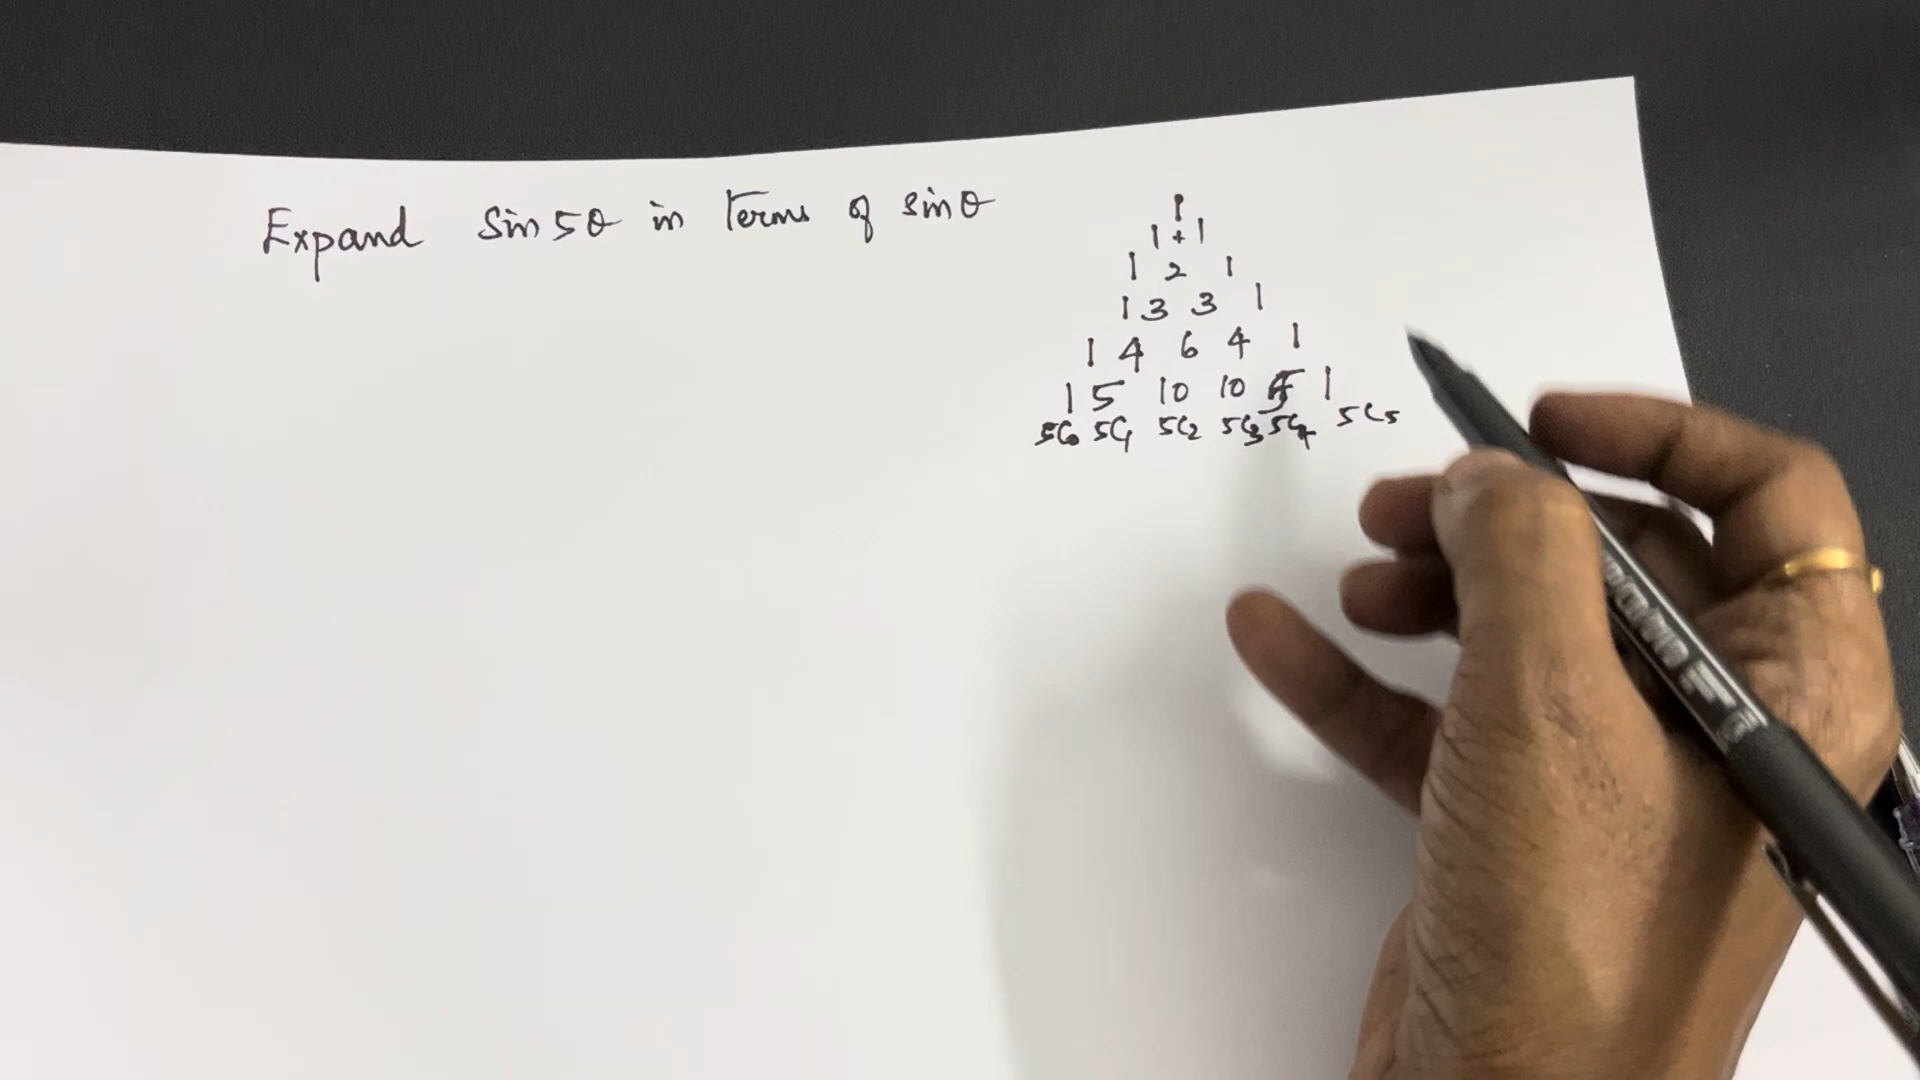 Expand Sin 5θ in terms of sinθ
1
1 + 1
1 2 1
1 3 3 1
1 4 6 4 1
1 5 10 10 5 1
5C0 5C1 5C2 5C3 5C4 5C5